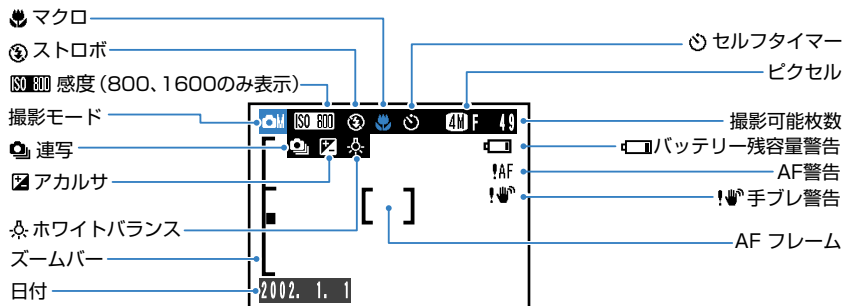 マクロ
ストロボ
ISO 800 感度（800、1600のみ表示）
撮影モード
連写
アカルサ
ホワイトバランス
ズームバー
日付
M ISO 800 4M F 49
!AF
!
2002. 1. 1
セルフタイマー
ピクセル
撮影可能枚数
バッテリー残容量警告
AF警告
!手ブレ警告
AF フレーム